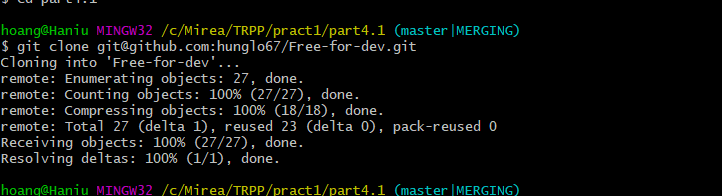 $ cd part4.1
hoang@Haniu MINGW32 /c/Mirea/TRPP/pract1/part4.1 (master|MERGING)
$ git clone git@github.com:hunglo67/Free-for-dev.git
Cloning into 'Free-for-dev'...
remote: Enumerating objects: 27, done.
remote: Counting objects: 100% (27/27), done.
remote: Compressing objects: 100% (18/18), done.
remote: Total 27 (delta 1), reused 23 (delta 0), pack-reused 0
Receiving objects: 100% (27/27), done.
Resolving deltas: 100% (1/1), done.
hoang@Haniu MINGW32 /c/Mirea/TRPP/pract1/part4.1 (master|MERGING)